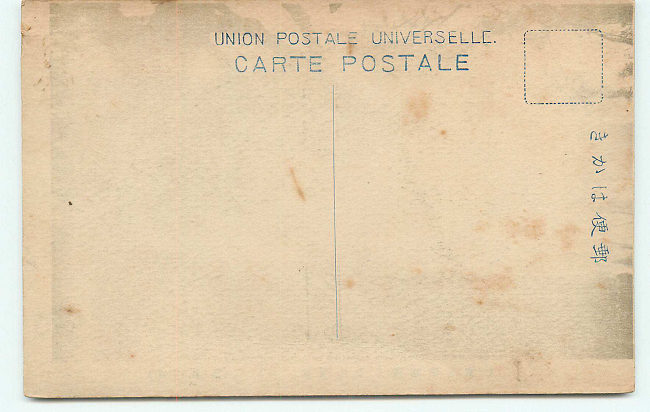 UNION POSTALE UNIVERSELLE.
CARTE POSTALE
郵便はかき